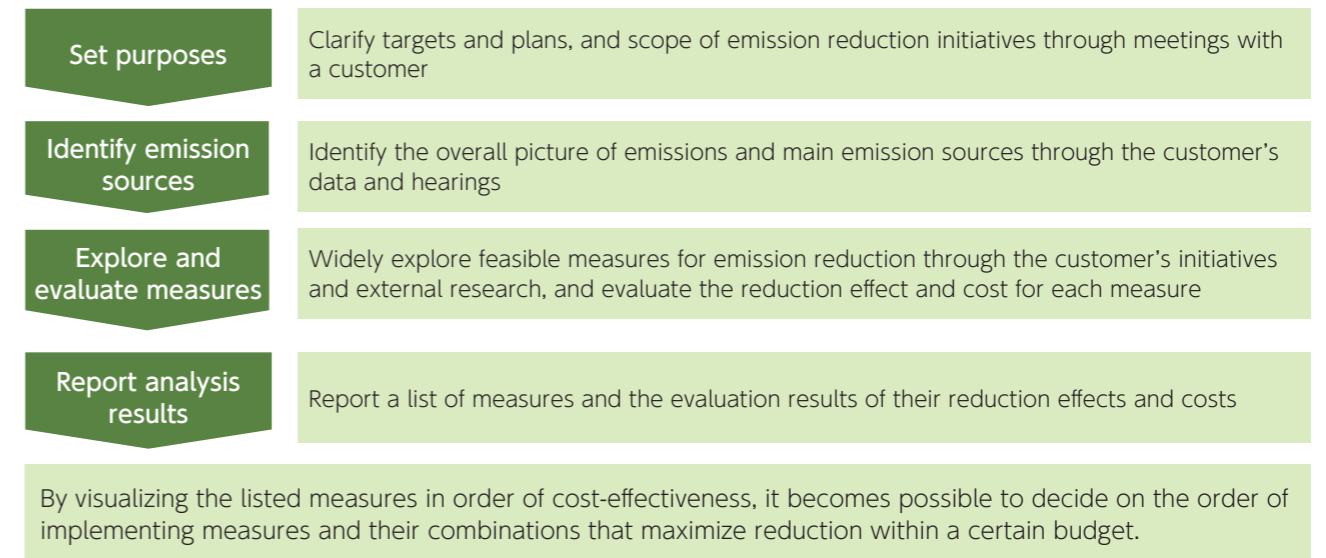 Set purposes
Clarify targets and plans, and scope of emission reduction initiatives through meetings with
a customer
Identify emission
sources
Identify the overall picture of emissions and main emission sources through the customer’s
data and hearings
Explore and
evaluate measures
Widely explore feasible measures for emission reduction through the customer’s initiatives
and external research, and evaluate the reduction effect and cost for each measure
Report analysis
results
Report a list of measures and the evaluation results of their reduction effects and costs
By visualizing the listed measures in order of cost-effectiveness, it becomes possible to decide on the order of
implementing measures and their combinations that maximize reduction within a certain budget.